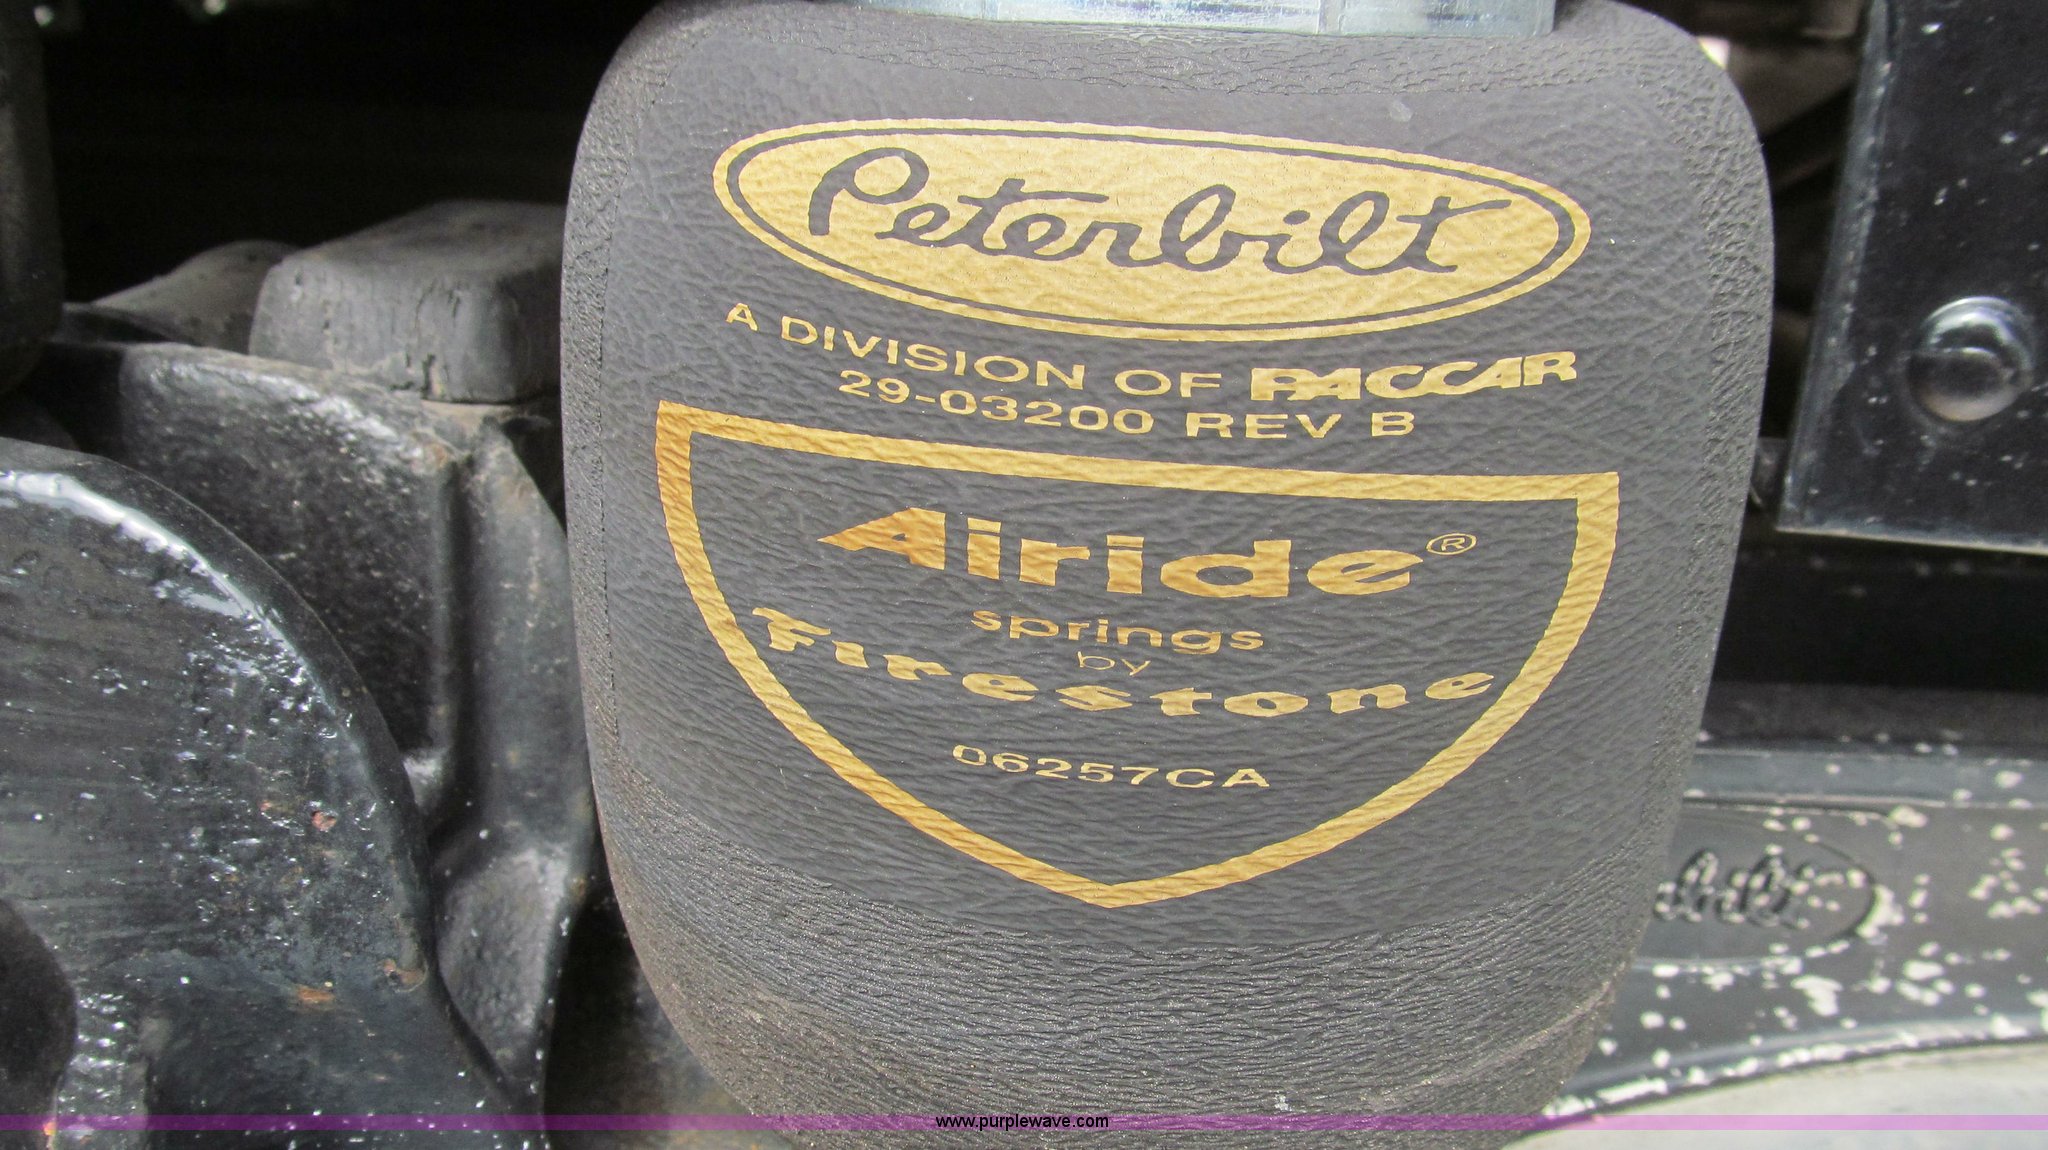 Peterbilt
A DIVISION OF PACCAR
29-03200 REV B
Airide®
springs
by
Firestone
06257CA
www.purplewave.com